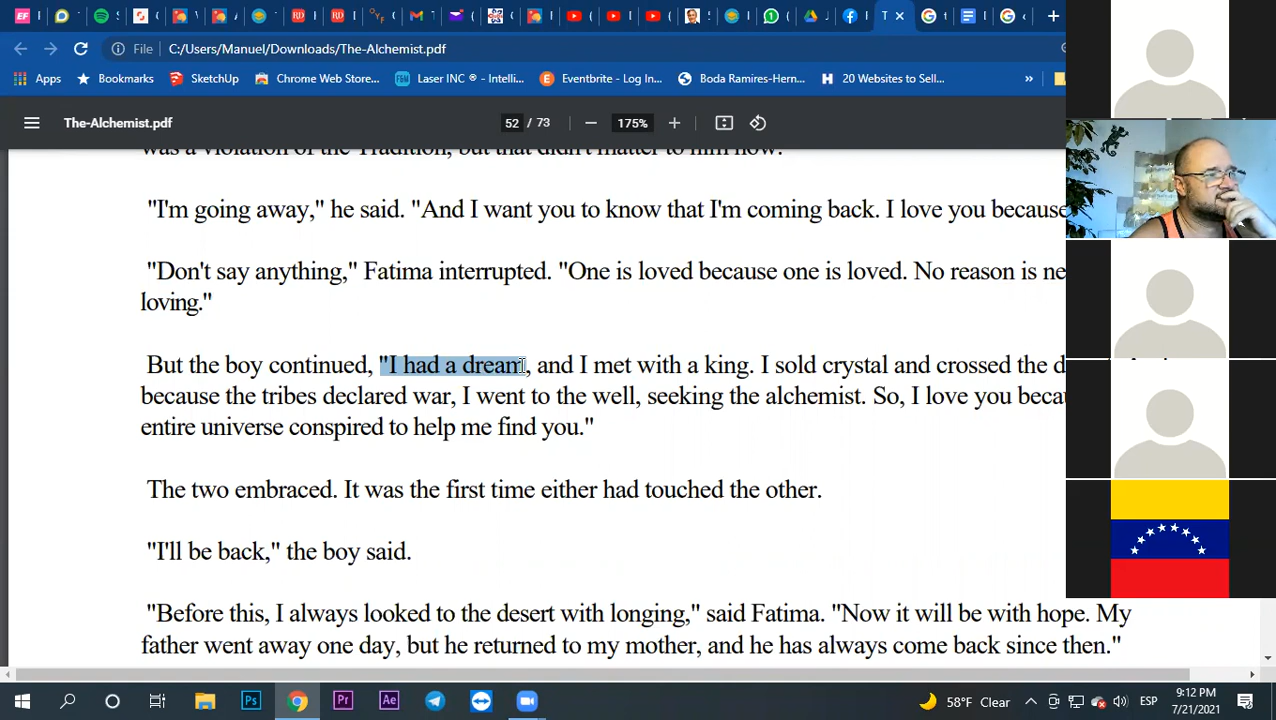 T
File C:/Users/Manuel/Downloads/The-Alchemist.pdf
Apps Bookmarks SketchUp Chrome Web Store... Laser INC ® - Intelli... Eventbrite - Log In... Boda Ramires-Hern... 20 Websites to Sell... »
The-Alchemist.pdf 52 / 73 175%
was a violation of the Tradition, but that didn't matter to him now.
"I'm going away," he said. "And I want you to know that I'm coming back. I love you because
"Don't say anything," Fatima interrupted. "One is loved because one is loved. No reason is ne
loving."
But the boy continued, "I had a dream, and I met with a king. I sold crystal and crossed the d
because the tribes declared war, I went to the well, seeking the alchemist. So, I love you becau
entire universe conspired to help me find you."
The two embraced. It was the first time either had touched the other.
"I'll be back," the boy said.
"Before this, I always looked to the desert with longing," said Fatima. "Now it will be with hope. My
father went away one day, but he returned to my mother, and he has always come back since then."
Ps Pr Ae 58°F Clear ESP 9:12 PM
7/21/2021